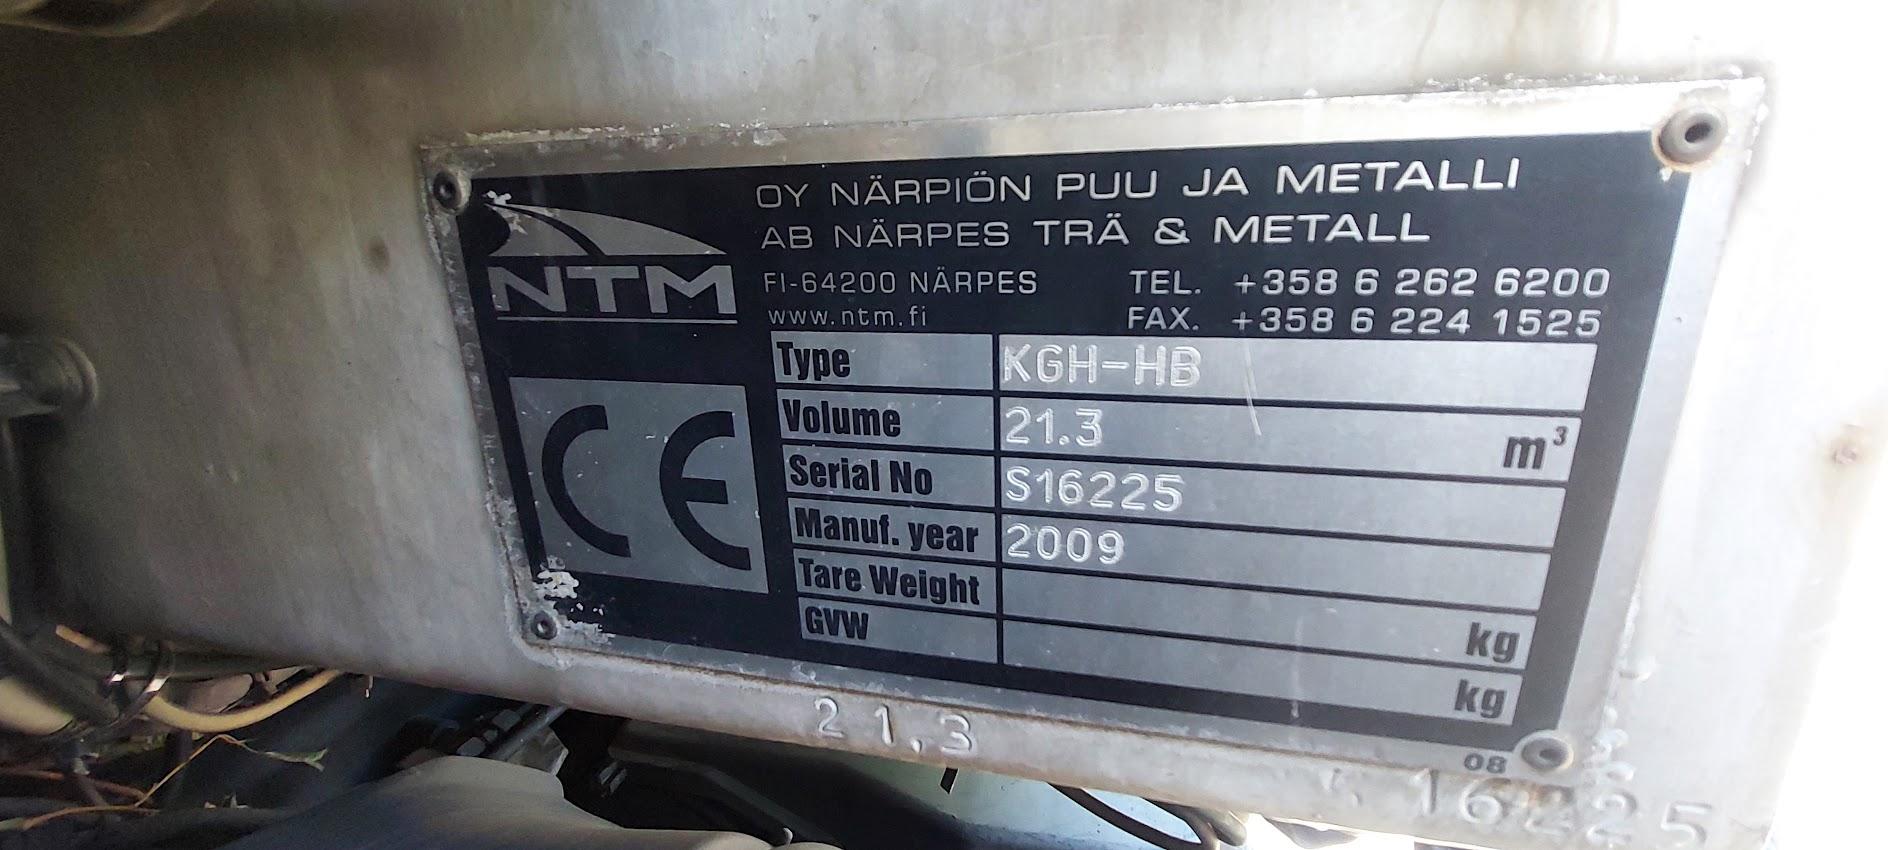 OY NÄRPIÖN PUU JA METALLI
AB NÄRPES TRÄ & METALL
NTM
FI-64200 NÄRPES TEL. +358 6 262 6200
www.ntm.fi FAX. +358 6 224 1525
CE
Type KGH-HB
Volume 21.3 m³
Serial No S16225
Manuf. year 2009
Tare Weight kg
GVW kg
08
21.3
S 16225